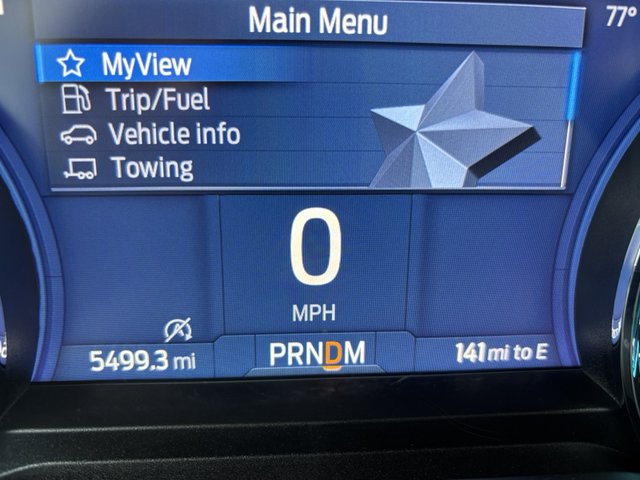 Main Menu
77°
MyView
Trip/Fuel
Vehicle info
Towing
0
MPH
5499.3 mi
PRNDM
141 mi to E